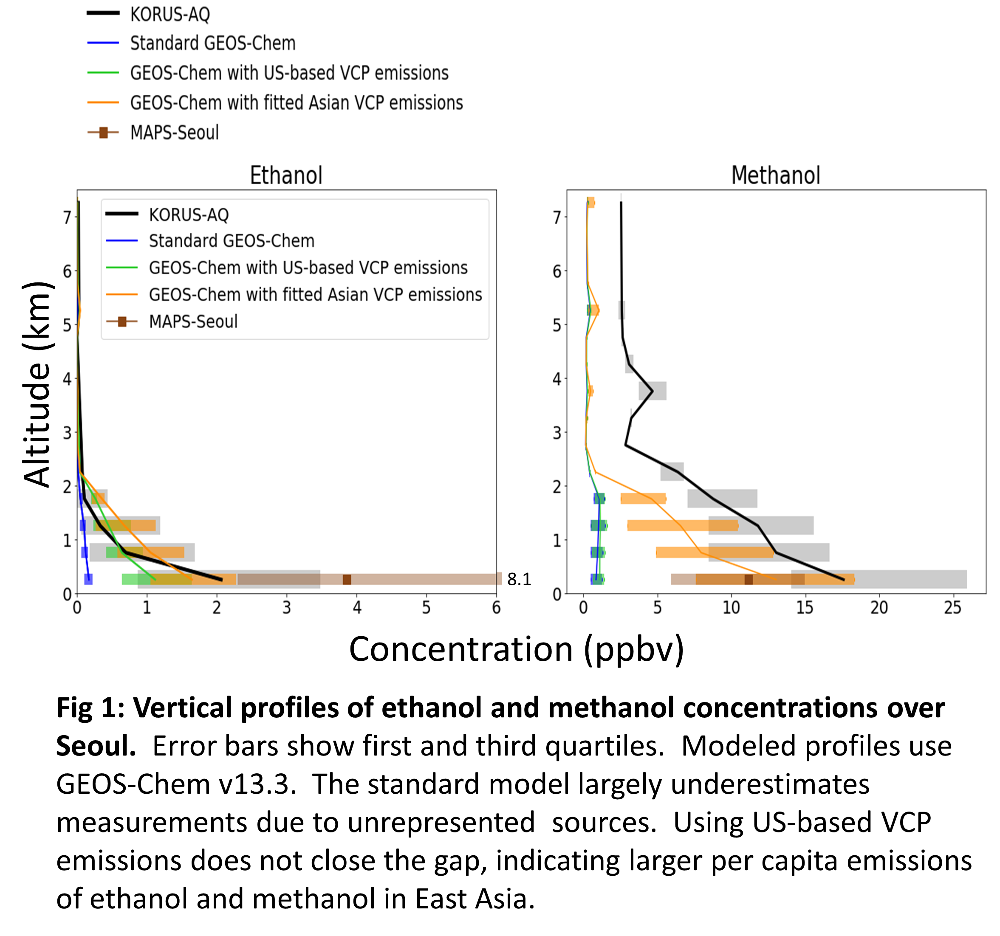 KORUS-AQ
Standard GEOS-Chem
GEOS-Chem with US-based VCP emissions
GEOS-Chem with fitted Asian VCP emissions
MAPS-Seoul
Ethanol
Methanol
KORUS-AQ
Standard GEOS-Chem
GEOS-Chem with US-based VCP emissions
GEOS-Chem with fitted Asian VCP emissions
MAPS-Seoul
Altitude (km)
7
6
5
4
3
2
1
0
0 1 2 3 4 5 6
8.1
7
6
5
4
3
2
1
0
0 5 10 15 20 25
Concentration (ppbv)
Fig 1: Vertical profiles of ethanol and methanol concentrations over
Seoul. Error bars show first and third quartiles. Modeled profiles use
GEOS-Chem v13.3. The standard model largely underestimates
measurements due to unrepresented sources. Using US-based VCP
emissions does not close the gap, indicating larger per capita emissions
of ethanol and methanol in East Asia.